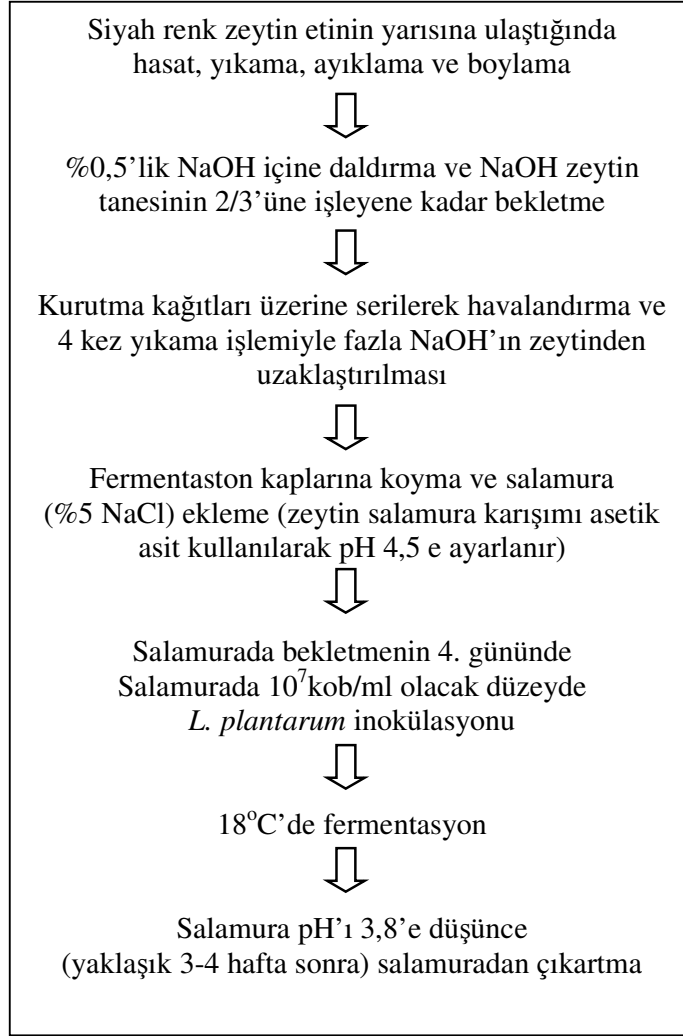 Siyah renk zeytin etinin yarısına ulaştığında
hasat, yıkama, ayıklama ve boylama
%0,5’lik NaOH içine daldırma ve NaOH zeytin
tanesinin 2/3’üne işleyene kadar bekletme
Kurutma kağıtları üzerine serilerek havalandırma ve
4 kez yıkama işlemiyle fazla NaOH’ın zeytinden
uzaklaştırılması
Fermentaston kaplarına koyma ve salamura
(%5 NaCl) ekleme (zeytin salamura karışımı asetik
asit kullanılarak pH 4,5 e ayarlanır)
Salamurada bekletmenin 4. gününde
Salamurada 10⁷kob/ml olacak düzeyde
L. plantarum inokülasyonu
18°C’de fermentasyon
Salamura pH’ı 3,8’e düşünce
(yaklaşık 3-4 hafta sonra) salamuradan çıkartma